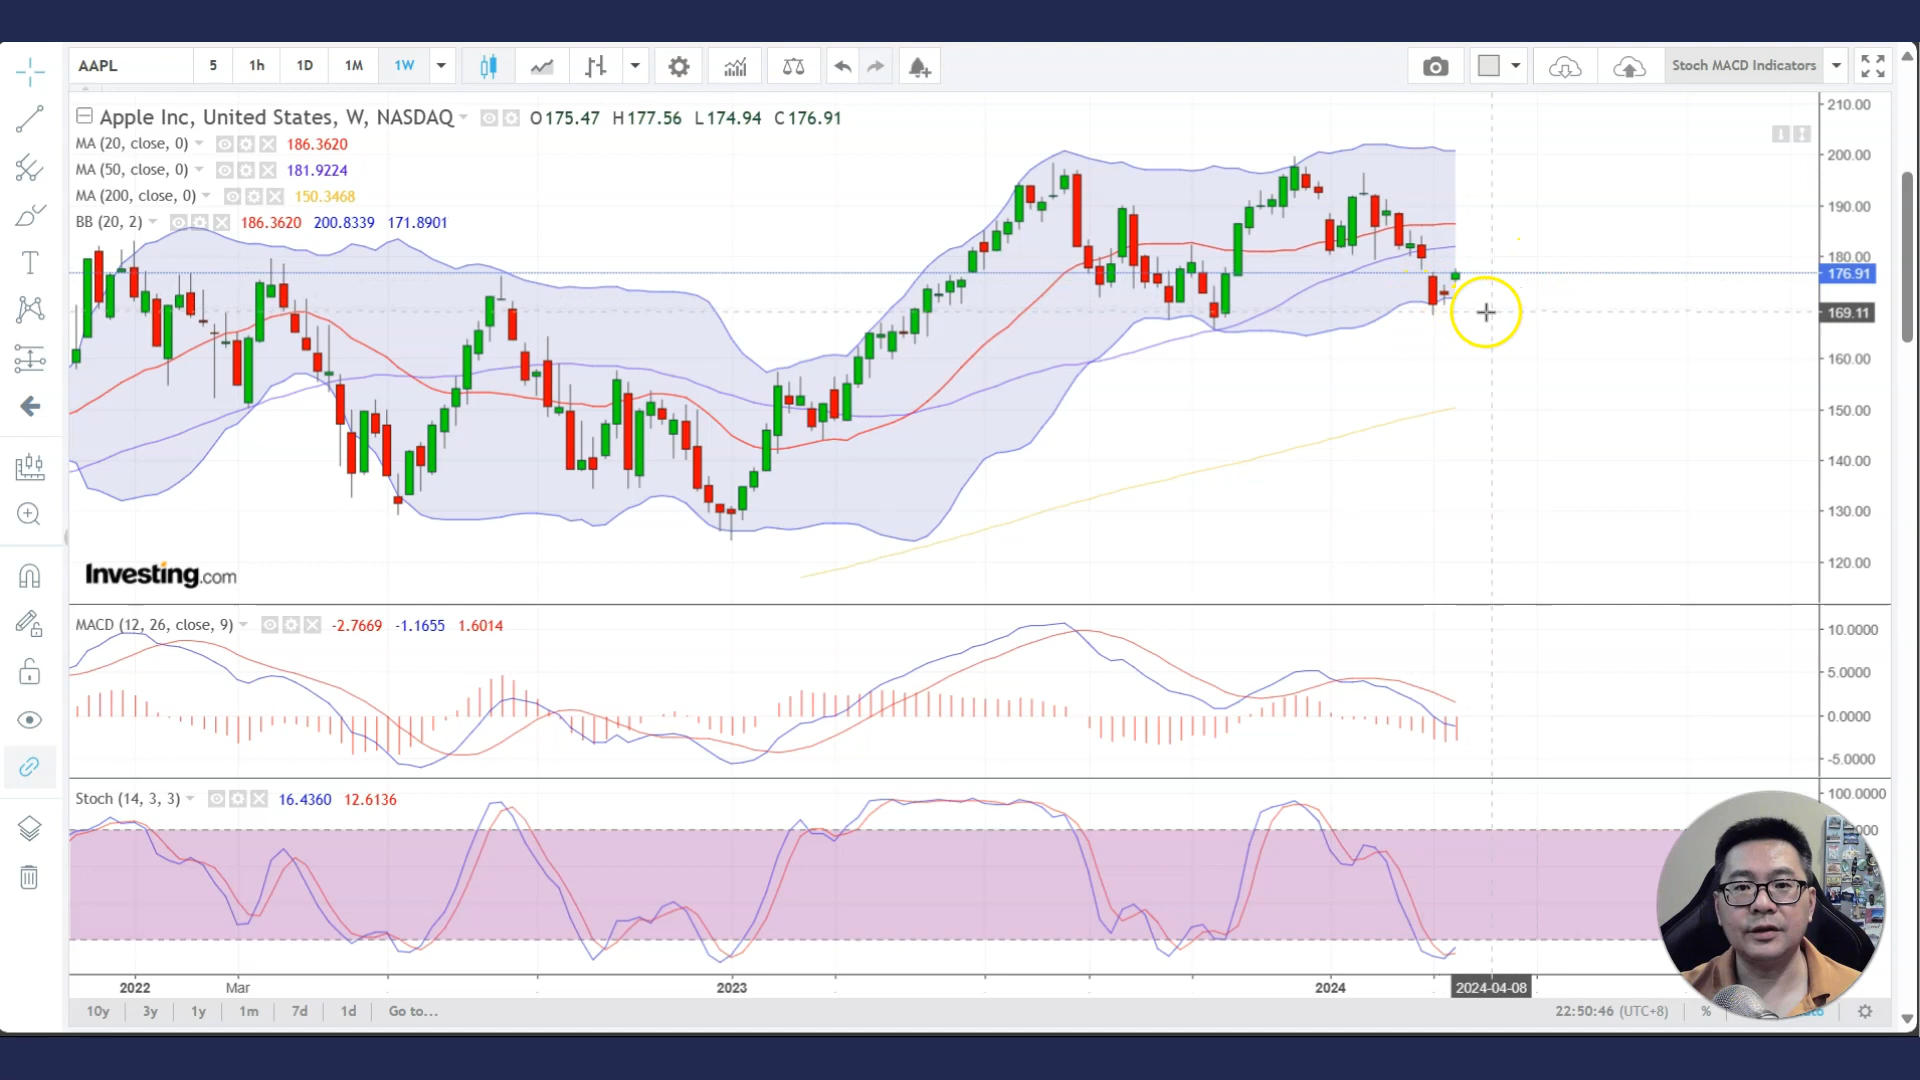 AAPL 5 1h 1D 1M 1W Stoch MACD Indicators
Apple Inc, United States, W, NASDAQ O175.47 H177.56 L174.94 C176.91
MA (20, close, 0) 186.3620
MA (50, close, 0) 181.9224
MA (200, close, 0) 150.3468
BB (20, 2) 186.3620 200.8339 171.8901
210.00
200.00
190.00
180.00
176.91
169.11
160.00
150.00
140.00
130.00
120.00
Investing.com
MACD (12, 26, close, 9) -2.7669 -1.1655 1.6014
10.0000
5.0000
0.0000
-5.0000
Stoch (14, 3, 3) 16.4360 12.6136
100.0000
2022 Mar 2023 2024 2024-04-08
10y 3y 1y 1m 7d 1d Go to... 22:50:46 (UTC+8) %